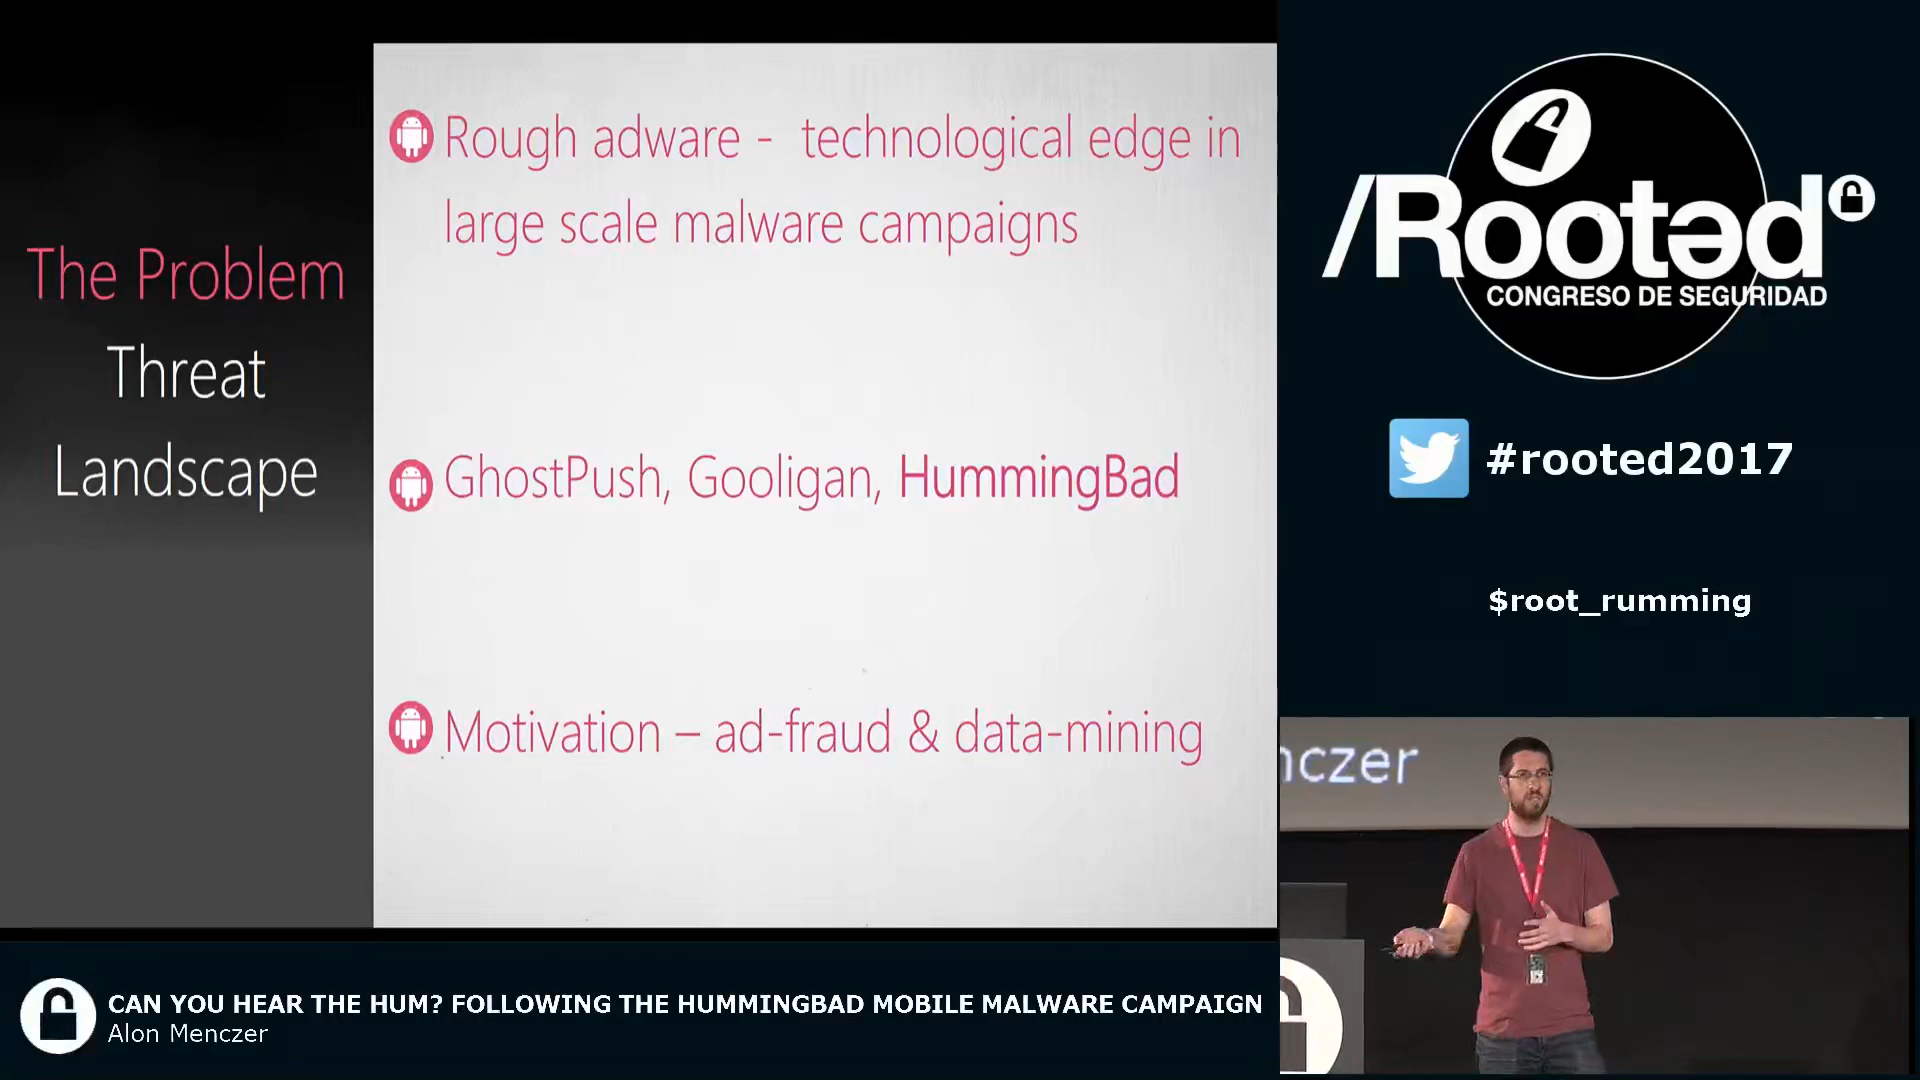 The Problem
Threat
Landscape
Rough adware - technological edge in
large scale malware campaigns
GhostPush, Gooligan, HummingBad
Motivation – ad-fraud & data-mining
/Rootəd
CONGRESO DE SEGURIDAD
#rooted2017
$root_rumming
nczer
CAN YOU HEAR THE HUM? FOLLOWING THE HUMMINGBAD MOBILE MALWARE CAMPAIGN
Alon Menczer